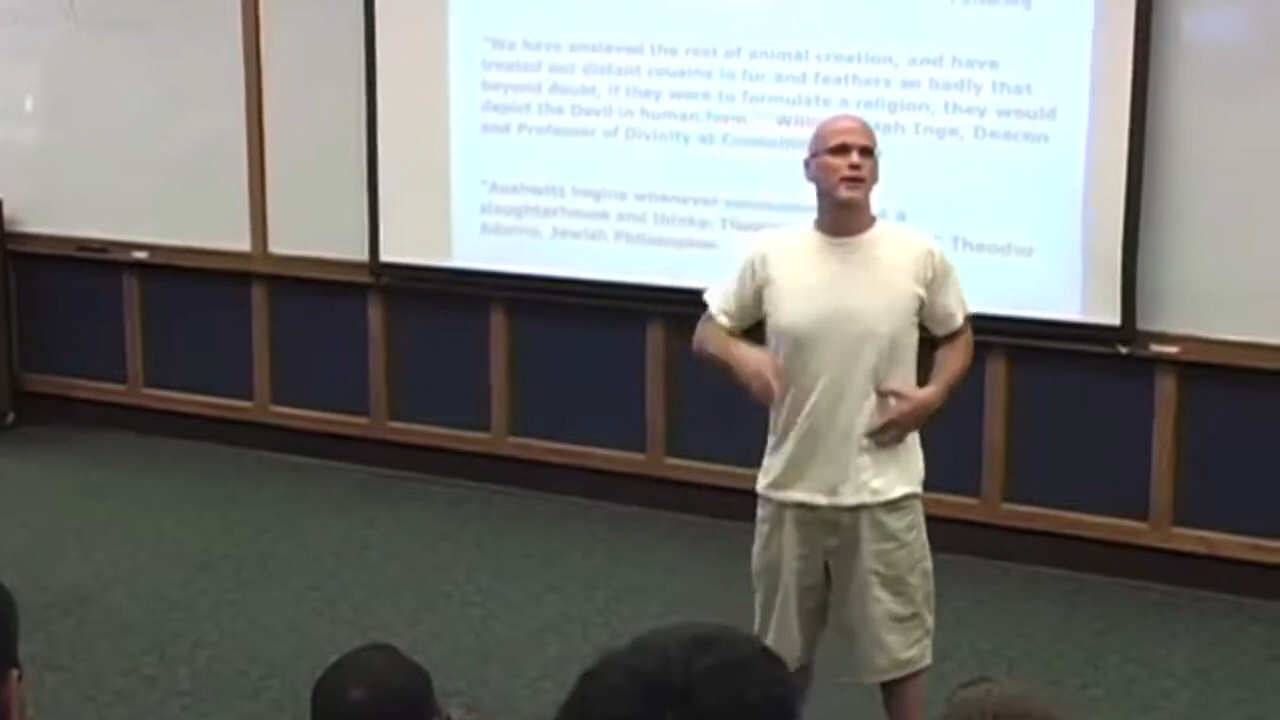 "We have enslaved the rest of animal creation, and have
treated our distant cousins in fur and feathers so badly that
beyond doubt, if they were to formulate a religion, they would
depict the Devil in human form." Inge, Deacon
and Professor of Divinity at
"Auschwitz begins whenever a
slaughterhouse and thinks: Theodor
Adorno, Jewish Philosopher